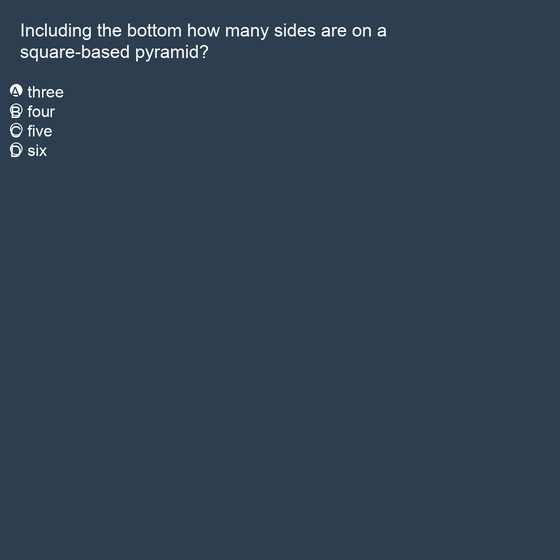 Including the bottom how many sides are on a
square-based pyramid?
A three
B four
C five
D six